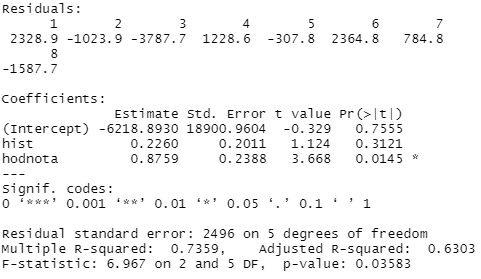 Residuals:
1 2 3 4 5 6 7
2328.9 -1023.9 -3787.7 1228.6 -307.8 2364.8 784.8
8
-1587.7
Coefficients:
Estimate Std. Error t value Pr(>|t|)
(Intercept) -6218.8930 18900.9604 -0.329 0.7555
hist 0.2260 0.2011 1.124 0.3121
hodnota 0.8759 0.2388 3.668 0.0145 *
---
Signif. codes:
0 ‘***’ 0.001 ‘**’ 0.01 ‘*’ 0.05 ‘.’ 0.1 ‘ ’ 1
Residual standard error: 2496 on 5 degrees of freedom
Multiple R-squared: 0.7359, Adjusted R-squared: 0.6303
F-statistic: 6.967 on 2 and 5 DF, p-value: 0.03583